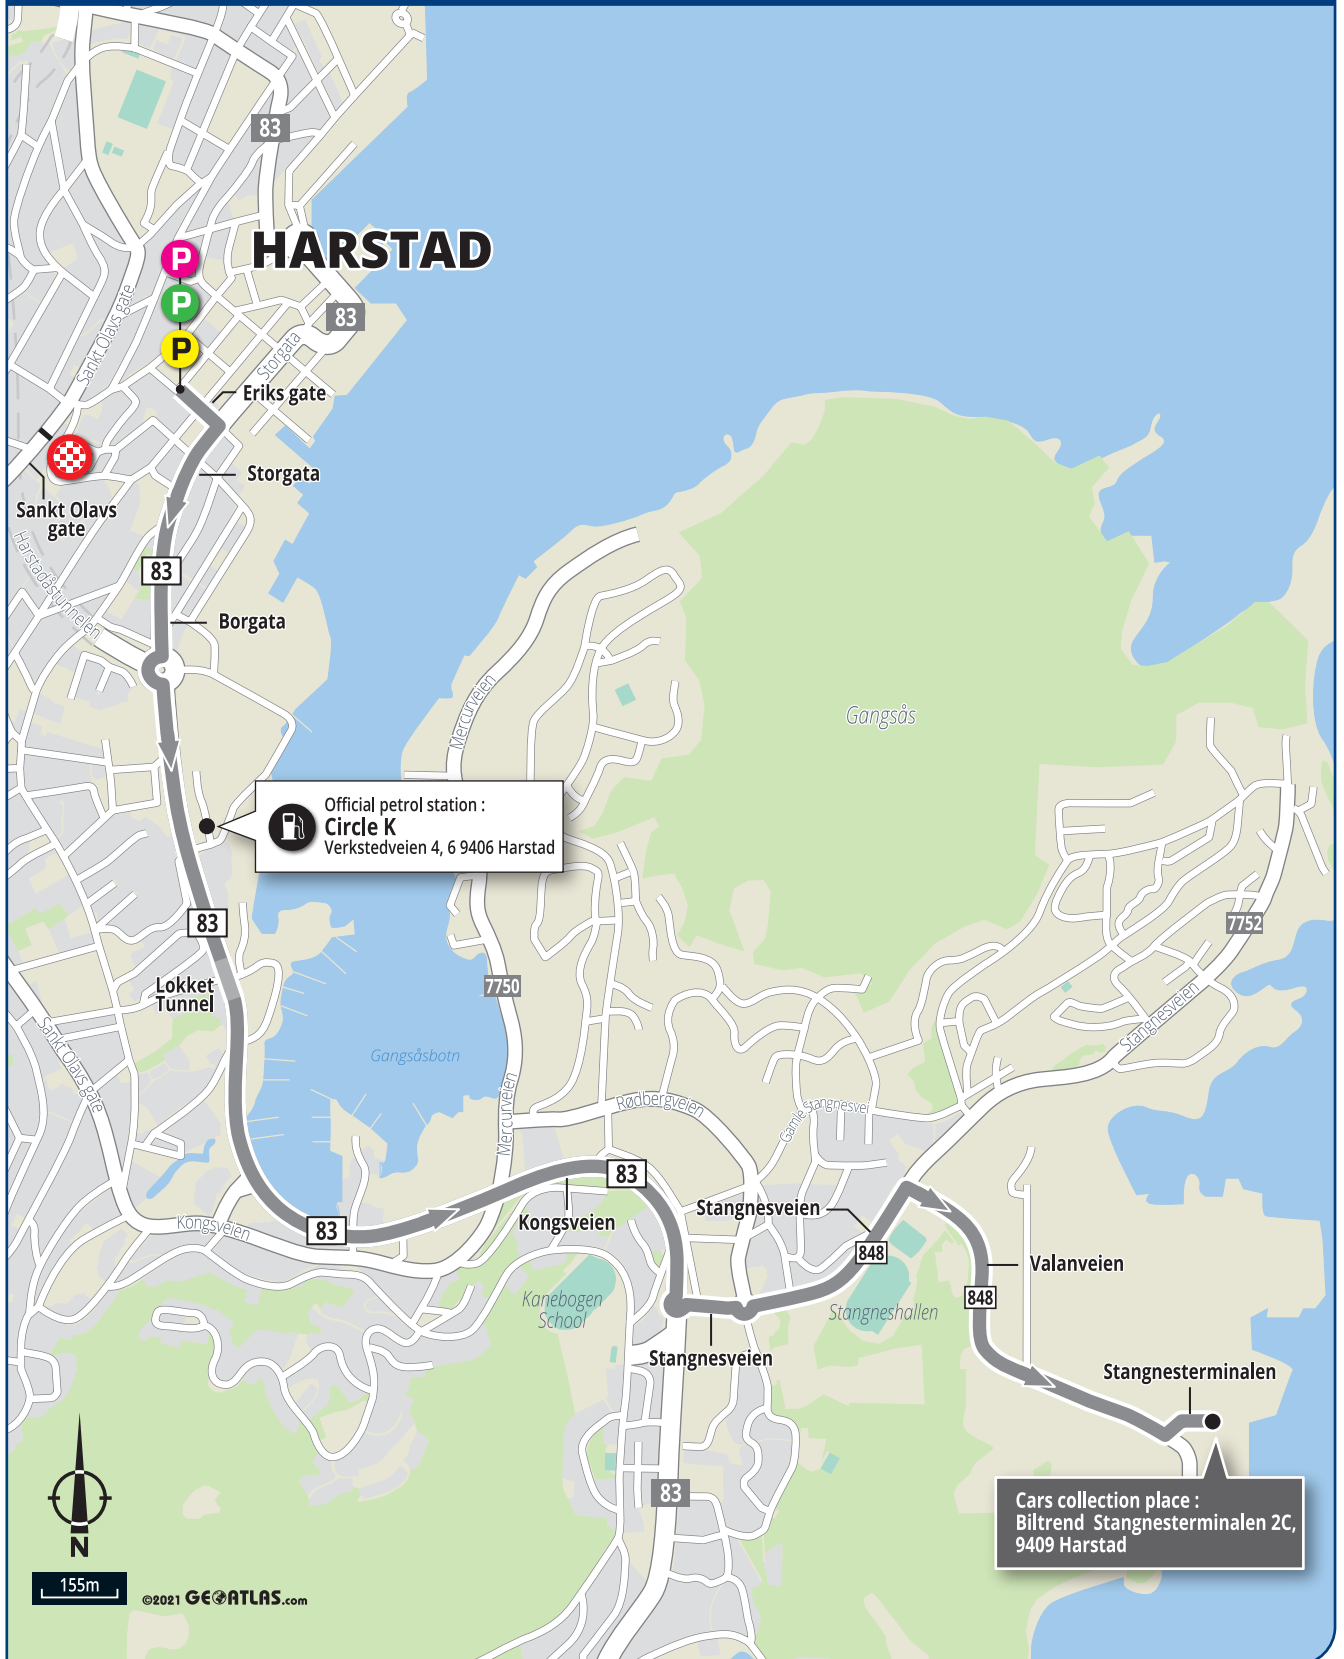 83
HARSTAD
P
P
P
83
Sankt Olavs gate
Storgata
Eriks gate
Storgata
Sankt Olavs
gate
Harstadåstunnelen
83
Borgata
Mercurveien
Gangsås
Official petrol station :
Circle K
Verkstedveien 4, 6 9406 Harstad
83
7752
Lokket
Tunnel
7750
Stangnesveien
Sankt Olavs gate
Gangsåsbotn
Mercurveien
Rødbergveien
Gamle Stangnesvei
83
Stangnesveien
Kongsveien
83
Kongsveien
848
Valanveien
Kanebogen
School
Stangneshallen
848
Stangnesveien
Stangnesterminalen
83
Cars collection place :
Biltrend Stangnesterminalen 2C,
9409 Harstad
N
155m
©2021 GEOATLAS.com